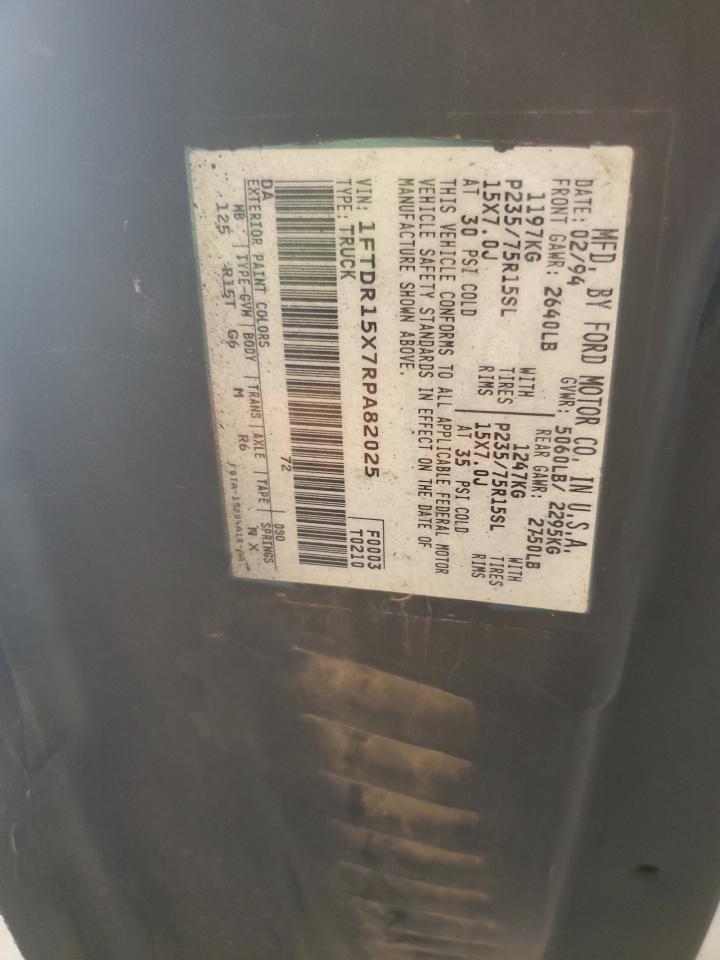 MFD. BY FORD MOTOR CO. IN U.S.A.
DATE: 02/94 GVWR: 5060LB/ 2295KG
FRONT GAWR: 2640LB REAR GAWR: 2750LB
1197KG WITH 1247KG WITH
P235/75R15SL TIRES P235/75R15SL TIRES
15X7.0J RIMS 15X7.0J RIMS
AT 30 PSI COLD AT 35 PSI COLD
THIS VEHICLE CONFORMS TO ALL APPLICABLE FEDERAL MOTOR
VEHICLE SAFETY STANDARDS IN EFFECT ON THE DATE OF
MANUFACTURE SHOWN ABOVE.
VIN: 1FTDR15X7RPA82025 F0003
TYPE: TRUCK T0210
EXTERIOR PAINT COLORS DSO
DA 72
WB TYPE-GVW BODY TRANS AXLE TAPE SPRINGS
125 R15T G6 M R6 N X